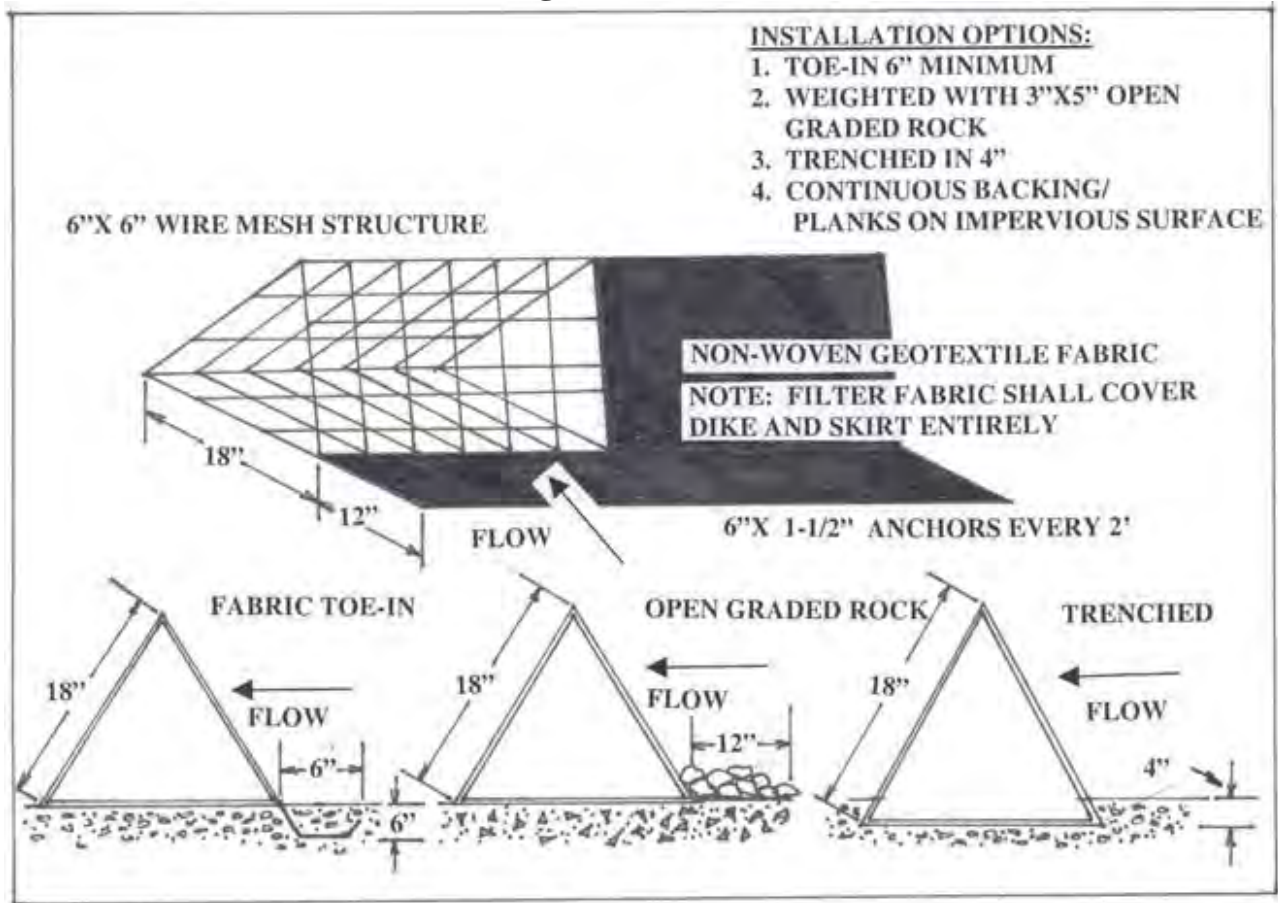 INSTALLATION OPTIONS:
1. TOE-IN 6” MINIMUM
2. WEIGHTED WITH 3”X5” OPEN
GRADED ROCK
3. TRENCHED IN 4”
4. CONTINUOUS BACKING/
PLANKS ON IMPERVIOUS SURFACE
6”X 6” WIRE MESH STRUCTURE
NON-WOVEN GEOTEXTILE FABRIC
NOTE: FILTER FABRIC SHALL COVER
DIKE AND SKIRT ENTIRELY
18”
12”
FLOW
6”X 1-1/2” ANCHORS EVERY 2'
FABRIC TOE-IN
18”
FLOW
6”
6”
OPEN GRADED ROCK
18”
FLOW
12”
TRENCHED
18”
FLOW
4”